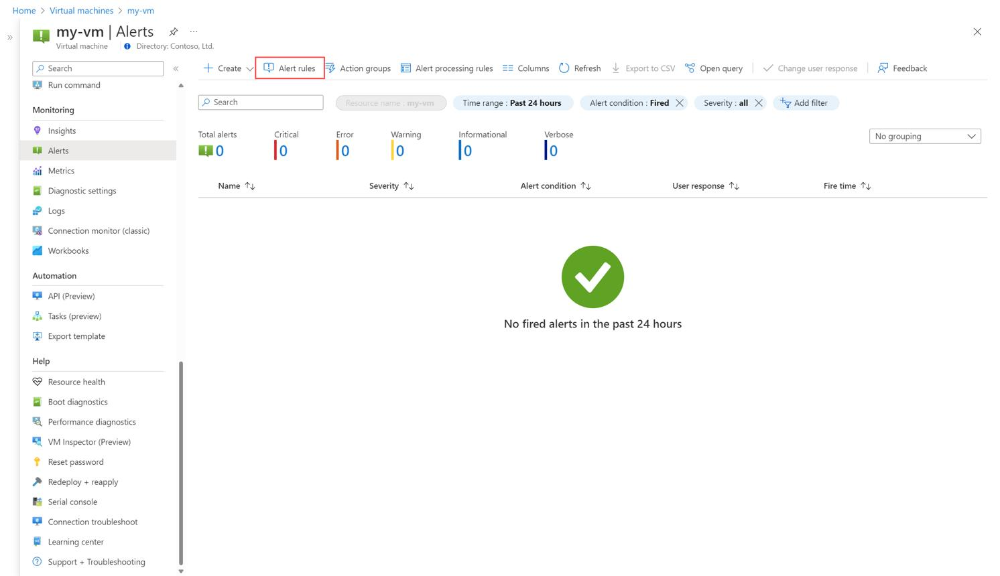 Home > Virtual machines > my-vm
my-vm | Alerts
Virtual machine
Directory: Contoso, Ltd.
Search
Run command
Monitoring
Insights
Alerts
Metrics
Diagnostic settings
Logs
Connection monitor (classic)
Workbooks
Automation
API (Preview)
Tasks (preview)
Export template
Help
Resource health
Boot diagnostics
Performance diagnostics
VM Inspector (Preview)
Reset password
Redeploy + reapply
Serial console
Connection troubleshoot
Learning center
Support + Troubleshooting
Create Alert rules Action groups Alert processing rules Columns Refresh Export to CSV Open query Change user response Feedback
Search Resource name : my-vm Time range : Past 24 hours Alert condition : Fired Severity : all Add filter
Total alerts Critical Error Warning Informational Verbose
0 0 0 0 0 0
No grouping
Name Severity Alert condition User response Fire time
No fired alerts in the past 24 hours